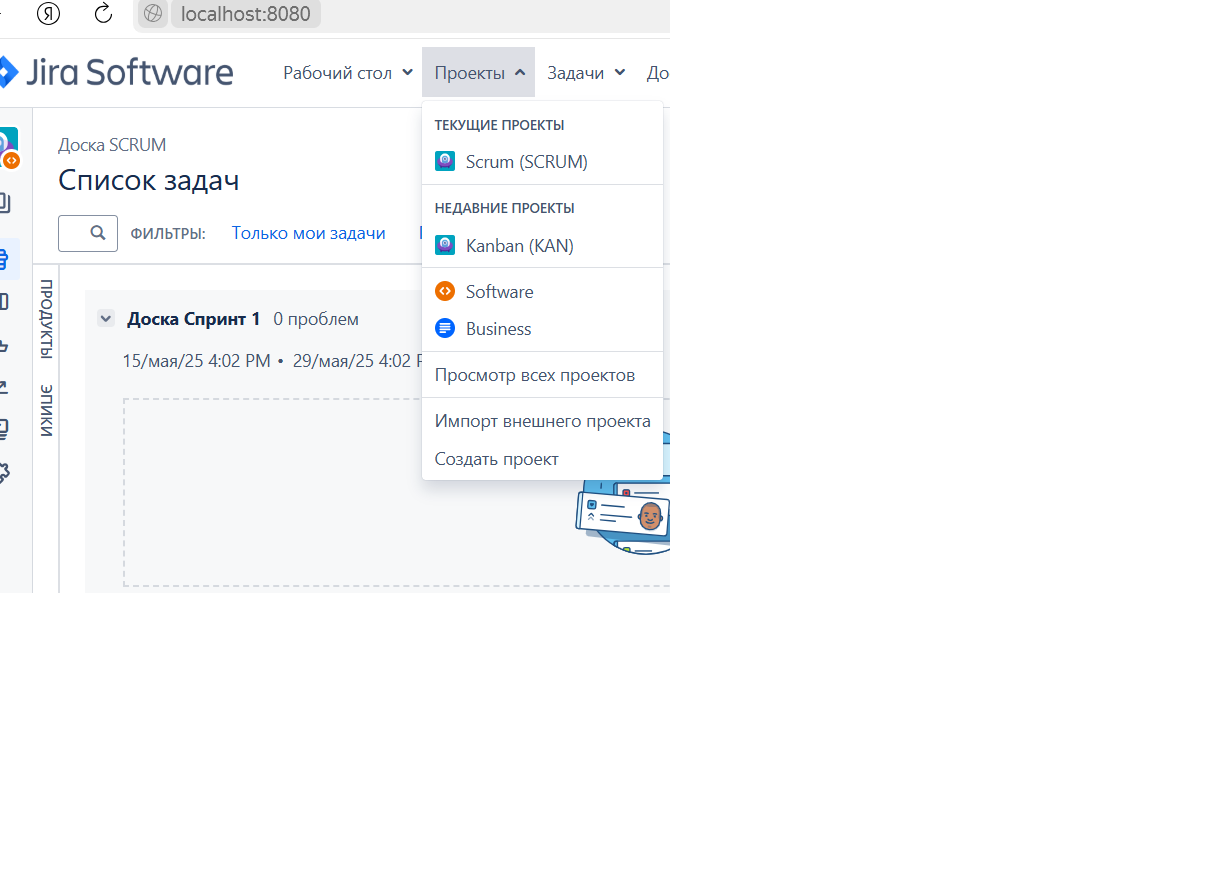 Я
localhost:8080
Jira Software
Рабочий стол
Проекты
Задачи
До
ТЕКУЩИЕ ПРОЕКТЫ
Scrum (SCRUM)
НЕДАВНИЕ ПРОЕКТЫ
Kanban (KAN)
Software
Business
Просмотр всех проектов
Импорт внешнего проекта
Создать проект
Доска SCRUM
Список задач
ФИЛЬТРЫ:
Только мои задачи
ПРОДУКТЫ
ЭПИКИ
Доска Спринт 1 0 проблем
15/мая/25 4:02 PM • 29/мая/25 4:02